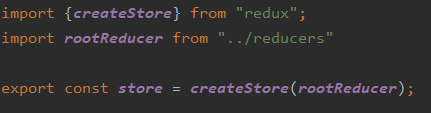 import {createStore} from "redux";
import rootReducer from "../reducers"
export const store = createStore(rootReducer);